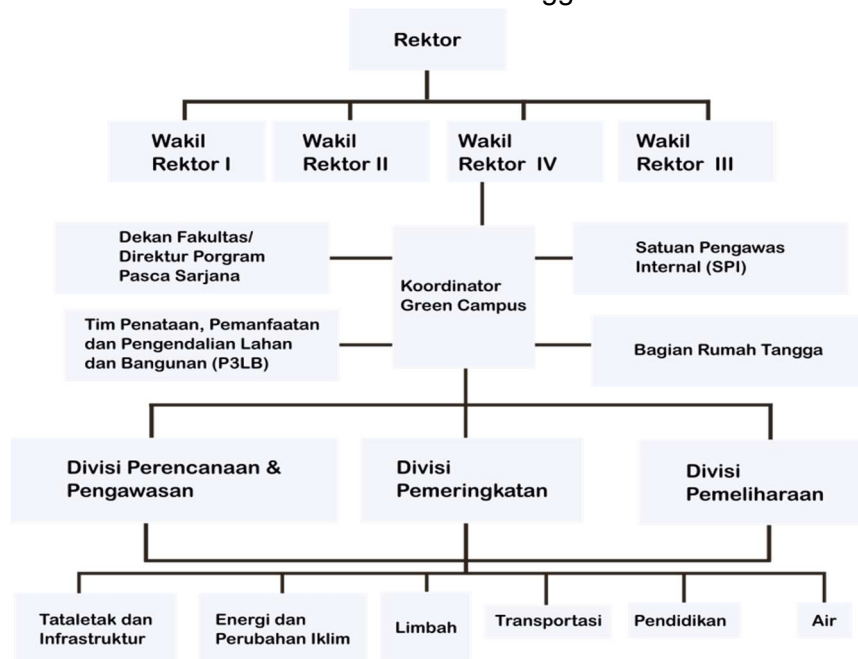 Rektor
Wakil
Rektor I
Wakil
Rektor II
Wakil
Rektor IV
Wakil
Rektor III
Dekan Fakultas/
Direktur Porgram
Pasca Sarjana
Koordinator
Green Campus
Satuan Pengawas
Internal (SPI)
Tim Penataan, Pemanfaatan
dan Pengendalian Lahan
dan Bangunan (P3LB)
Bagian Rumah Tangga
Divisi Perencanaan &
Pengawasan
Divisi
Pemeringkatan
Divisi
Pemeliharaan
Tataletak dan
Infrastruktur
Energi dan
Perubahan Iklim
Limbah
Transportasi
Pendidikan
Air